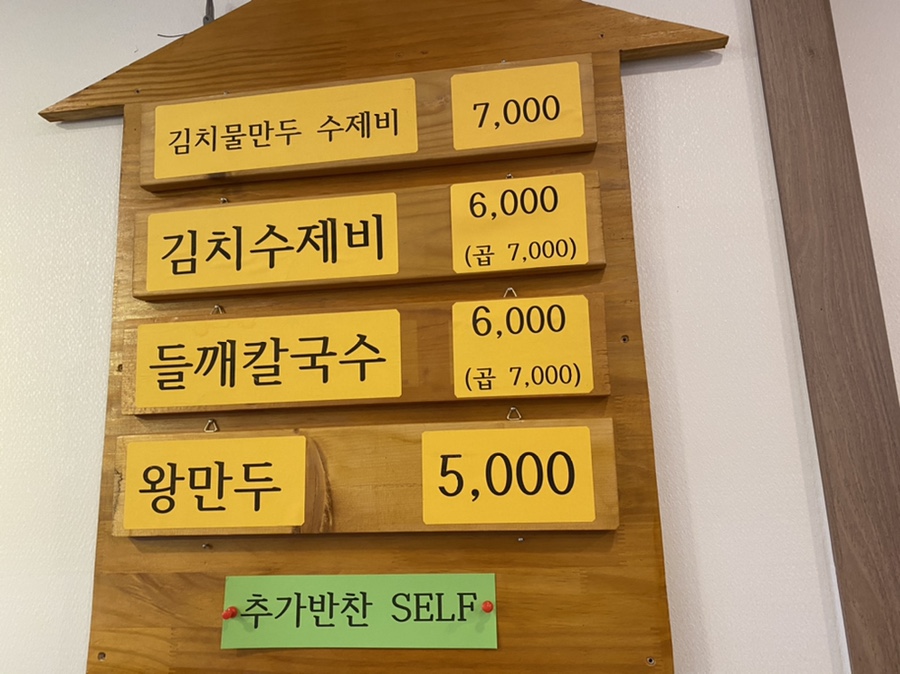 김치물만두 수제비 7,000
김치수제비 6,000
(곱 7,000)
들깨칼국수 6,000
(곱 7,000)
왕만두 5,000
추가반찬 SELF